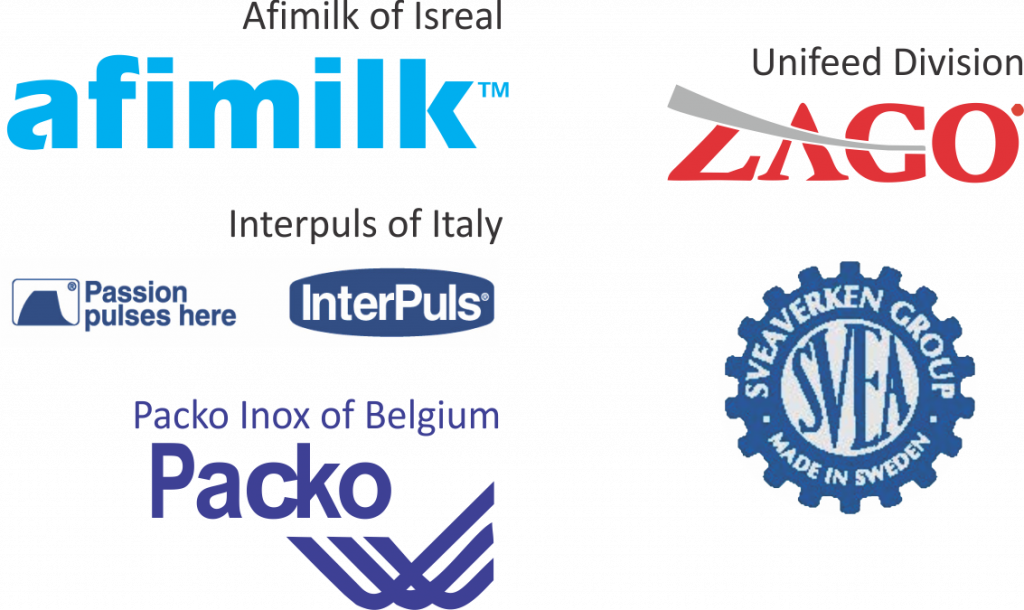 Afimilk of Isreal
afimilk™
Unifeed Division
ZAGO
Interpuls of Italy
Passion
pulses here
®
InterPuls®
SVEAVERKEN GROUP
SVEA
· MADE IN SWEDEN ·
Packo Inox of Belgium
Packo